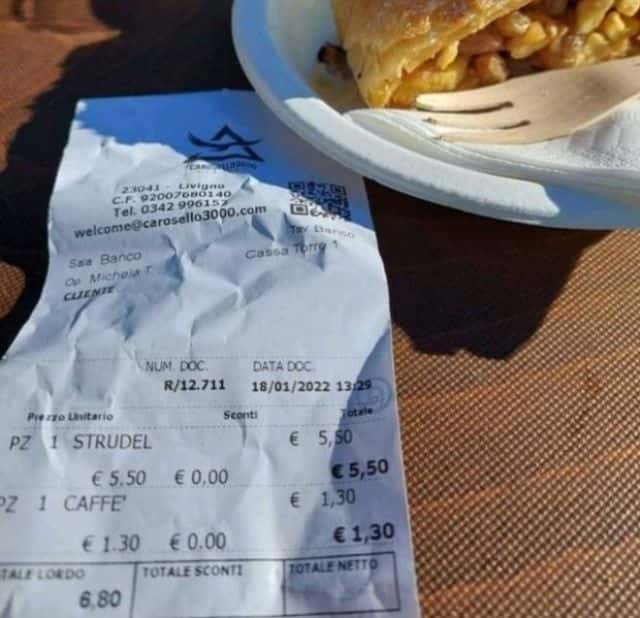 CAROSELLO3000
23041 - Livigno
C.F. 92007680140
Tel. 0342 996152
welcome@carosello3000.com
Tav Banco
Sala Banco
Cassa Torre 1
Op. Michela T
CLIENTE
NUM. DOC. DATA DOC.
R/12.711 18/01/2022 13:29
Prezzo Unitario Sconti Totale
PZ 1 STRUDEL € 5,50
€ 5,50
€ 5.50 € 0,00
PZ 1 CAFFE' € 1,30
€ 1.30 € 0.00 € 1,30
TALE LORDO TOTALE SCONTI TOTALE NETTO
6,80